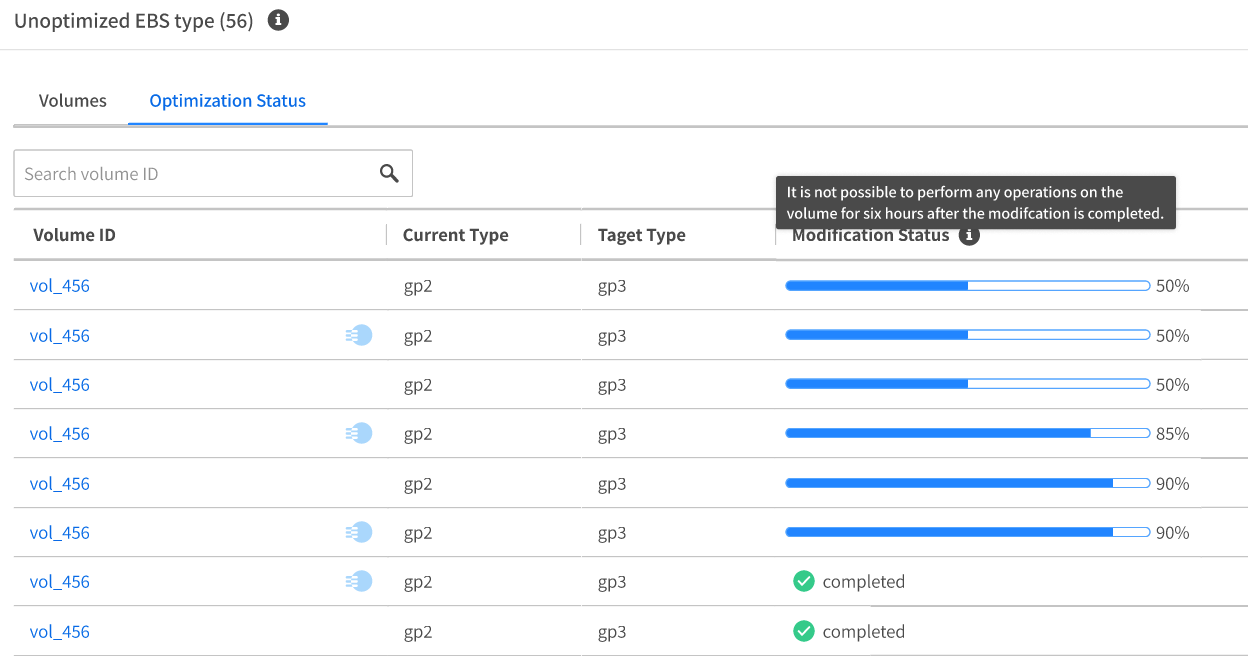 Unoptimized EBS type (56)
Volumes Optimization Status
Search volume ID
It is not possible to perform any operations on the
volume for six hours after the modifcation is completed.
Volume ID Current Type Taget Type Modification Status
vol_456 gp2 gp3 50%
vol_456 gp2 gp3 50%
vol_456 gp2 gp3 50%
vol_456 gp2 gp3 85%
vol_456 gp2 gp3 90%
vol_456 gp2 gp3 90%
vol_456 gp2 gp3 completed
vol_456 gp2 gp3 completed